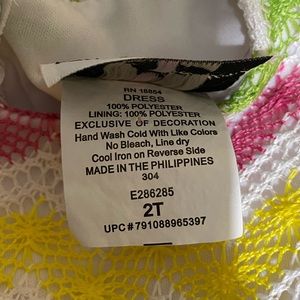 RN 16854
DRESS
100% POLYESTER
LINING: 100% POLYESTER
EXCLUSIVE OF DECORATION
Hand Wash Cold With Like Colors
No Bleach, Line dry
Cool Iron on Reverse Side
MADE IN THE PHILIPPINES
304
E286285
2T
UPC#791088965397